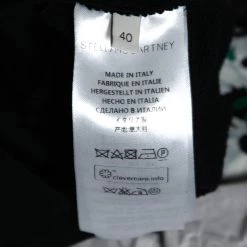 40
STELLA McCARTNEY
MADE IN ITALY
FABRIQUE EN ITALIE
HERGESTELLT IN ITALIEN
HECHO EN ITALIA
СДЕЛАНО В ИТАЛИИ
イタリア製
产地:意大利
clevercare.info